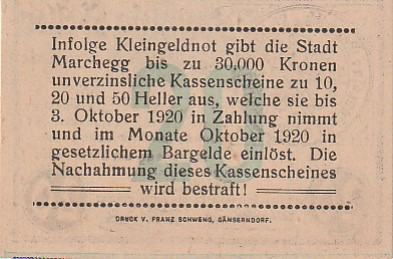 Infolge Kleingeldnot gibt die Stadt
Marchegg bis zu 30,000 Kronen
unverzinsliche Kassenscheine zu 10,
20 und 50 Heller aus, welche sie bis
3. Oktober 1920 in Zahlung nimmt
und im Monate Oktober 1920 in
gesetzlichem Bargelde einlöst. Die
Nachahmung dieses Kassenscheines
wird bestraft!
DRUCK V. FRANZ SCHWENG, GÄNSERNDORF.